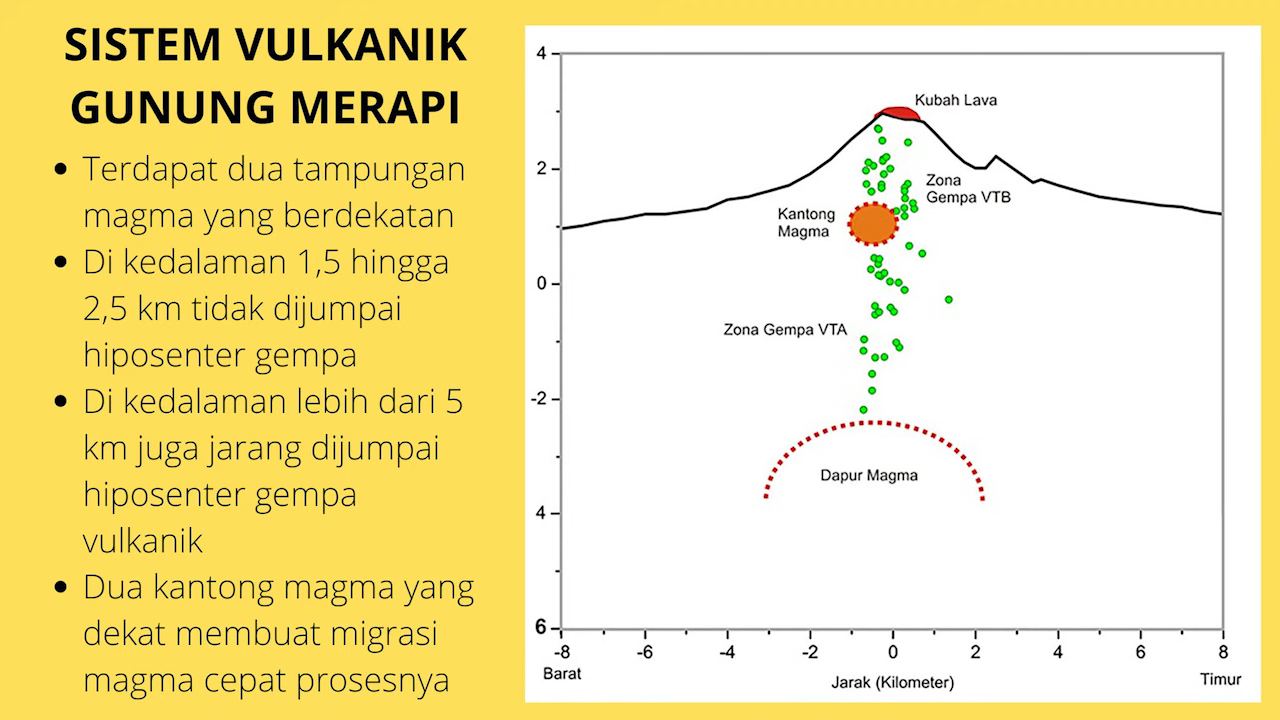 SISTEM VULKANIK
GUNUNG MERAPI
Terdapat dua tampungan
magma yang berdekatan
Di kedalaman 1,5 hingga
2,5 km tidak dijumpai
hiposenter gempa
Di kedalaman lebih dari 5
km juga jarang dijumpai
hiposenter gempa
vulkanik
Dua kantong magma yang
dekat membuat migrasi
magma cepat prosesnya
4
2
0
-2
4
6
Kubah Lava
Zona
Gempa VTB
Kantong
Magma
Zona Gempa VTA
Dapur Magma
-8 -6 -4 -2 0 2 4 6 8
Barat
Jarak (Kilometer)
Timur